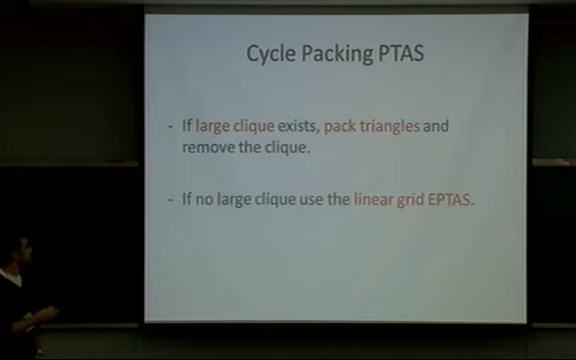 Cycle Packing PTAS
- If large clique exists, pack triangles and
remove the clique.
- If no large clique use the linear grid EPTAS.